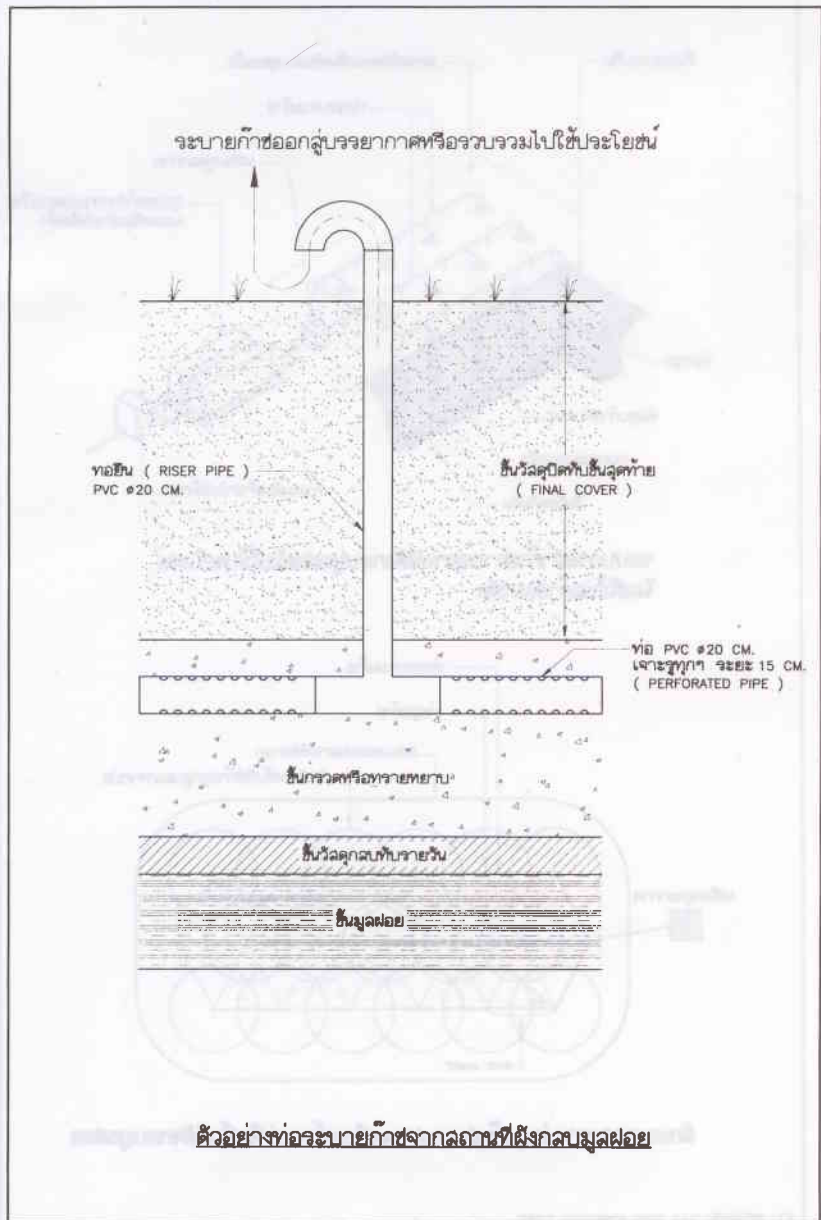 ระบายก๊าซออกสู่บรรยากาศหรือรวบรวมไปใช้ประโยชน์
ท่อยืน ( RISER PIPE )
PVC ø20 CM.
ชั้นวัสดุปิดทับชั้นสุดท้าย
( FINAL COVER )
ท่อ PVC ø20 CM.
เจาะรูทุกๆ ระยะ 15 CM.
( PERFORATED PIPE )
ชั้นกรวดหรือทรายหยาบ
ชั้นวัสดุกลบทับรายวัน
ชั้นมูลฝอย
ตัวอย่างท่อระบายก๊าซจากสถานที่ฝังกลบมูลฝอย